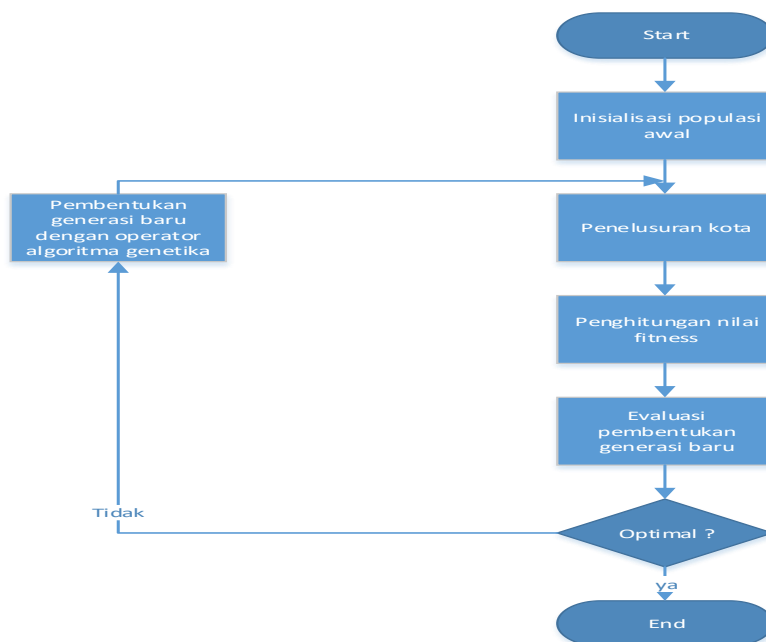 Start
Inisialisasi populasi
awal
Pembentukan
generasi baru
dengan operator
algoritma genetika
Penelusuran kota
Penghitungan nilai
fitness
Evaluasi
pembentukan
generasi baru
Tidak
Optimal ?
ya
End